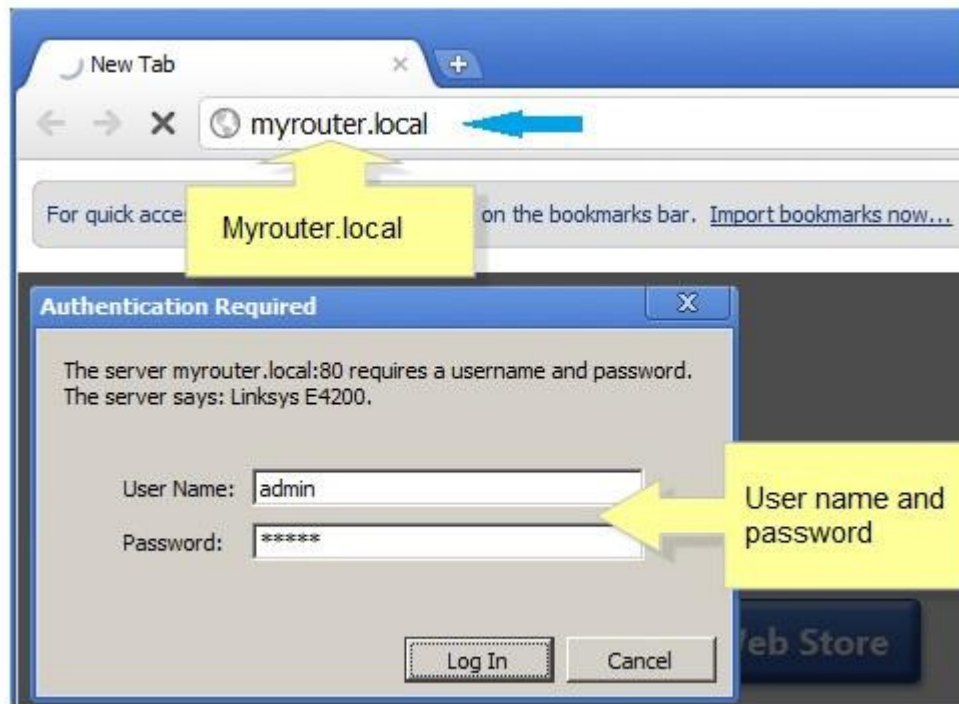 New Tab
myrouter.local
For quick acce
on the bookmarks bar. Import bookmarks now...
Myrouter.local
Authentication Required
The server myrouter.local:80 requires a username and password.
The server says: Linksys E4200.
User Name: admin
Password: *****
User name and
password
Log In
Cancel
eb Store